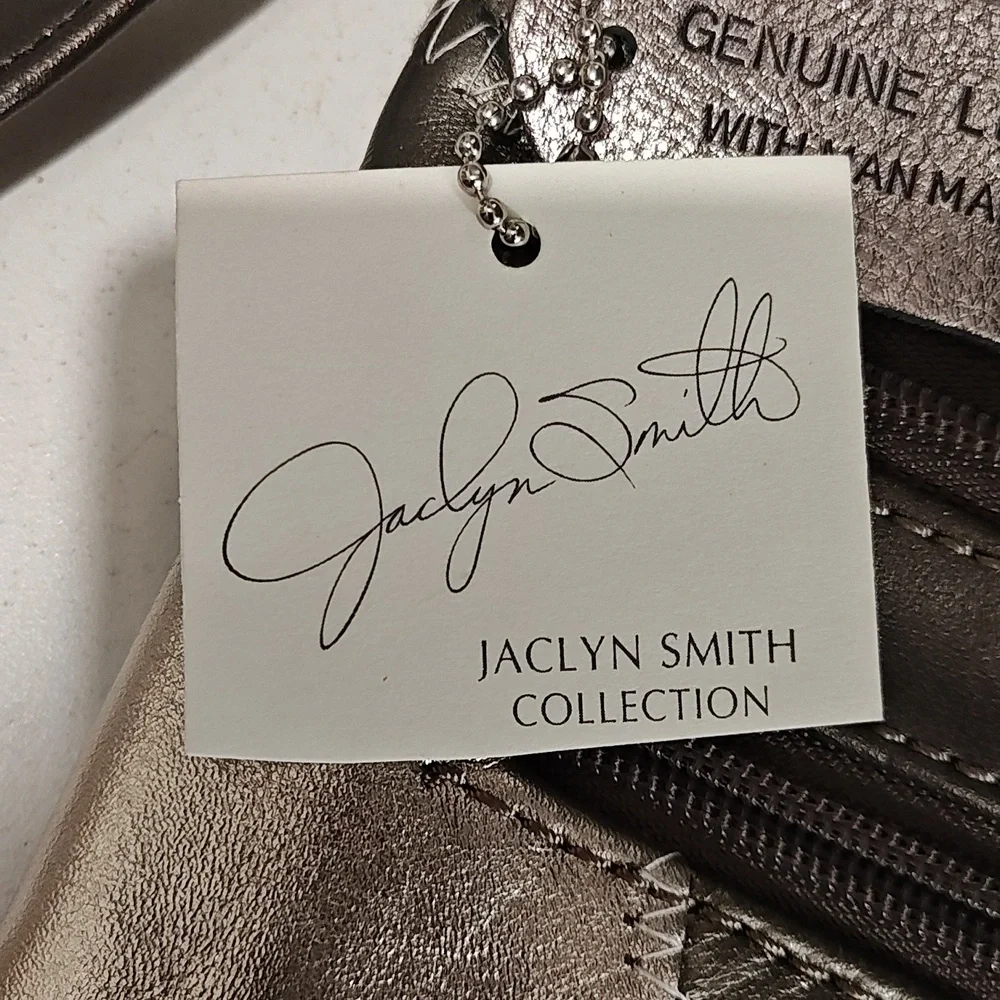 GENUINE
WITH MAN MA
Jaclyn Smith
JACLYN SMITH
COLLECTION